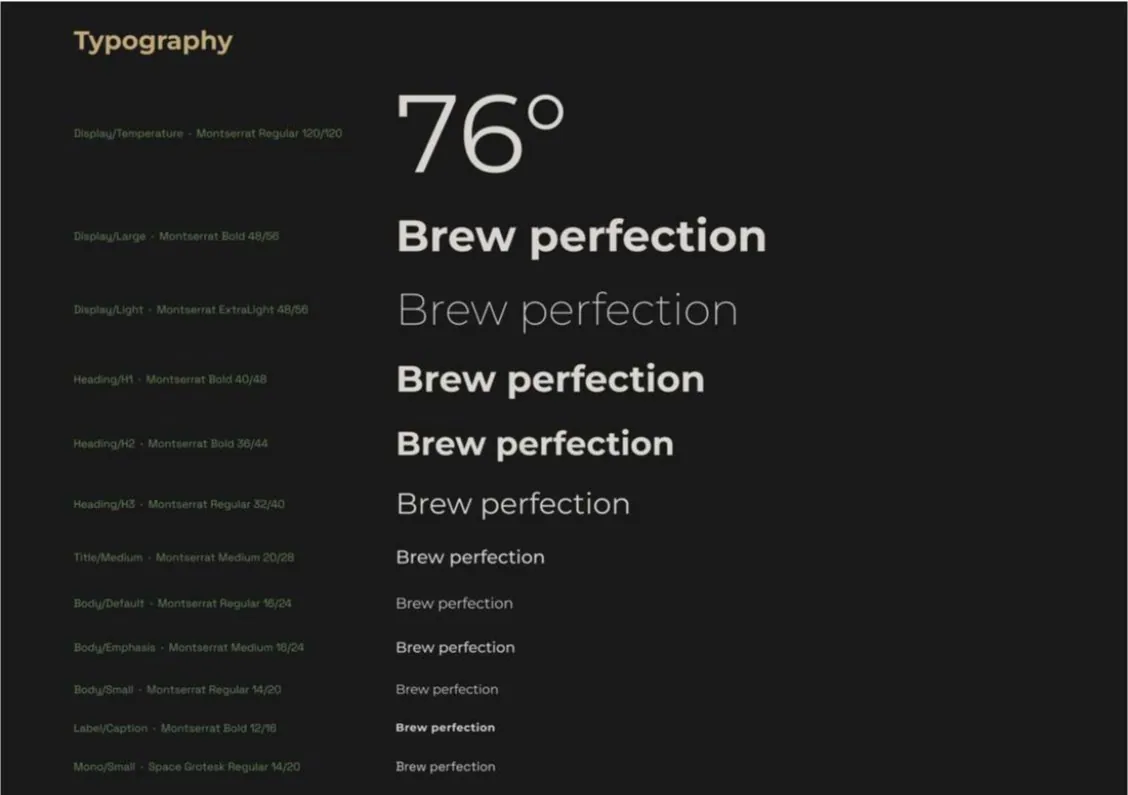 Typography
Display/Temperature · Montserrat Regular 120/120
76°
Display/Large · Montserrat Bold 48/56
Brew perfection
Display/Light · Montserrat ExtraLight 48/56
Brew perfection
Heading/H1 · Montserrat Bold 40/48
Brew perfection
Heading/H2 · Montserrat Bold 36/44
Brew perfection
Heading/H3 · Montserrat Regular 32/40
Brew perfection
Title/Medium · Montserrat Medium 20/28
Brew perfection
Body/Default · Montserrat Regular 16/24
Brew perfection
Body/Emphasis · Montserrat Medium 16/24
Brew perfection
Body/Small · Montserrat Regular 14/20
Brew perfection
Label/Caption · Montserrat Bold 12/16
Brew perfection
Mono/Small · Space Grotesk Regular 14/20
Brew perfection